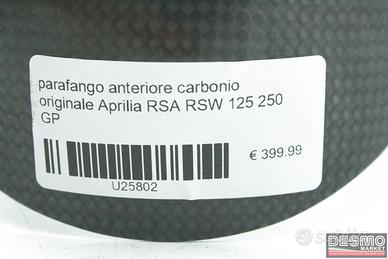 parafango anteriore carbonio
originale Aprilia RSA RSW 125 250
GP
€ 399.99
U25802
DESMO
MARKET